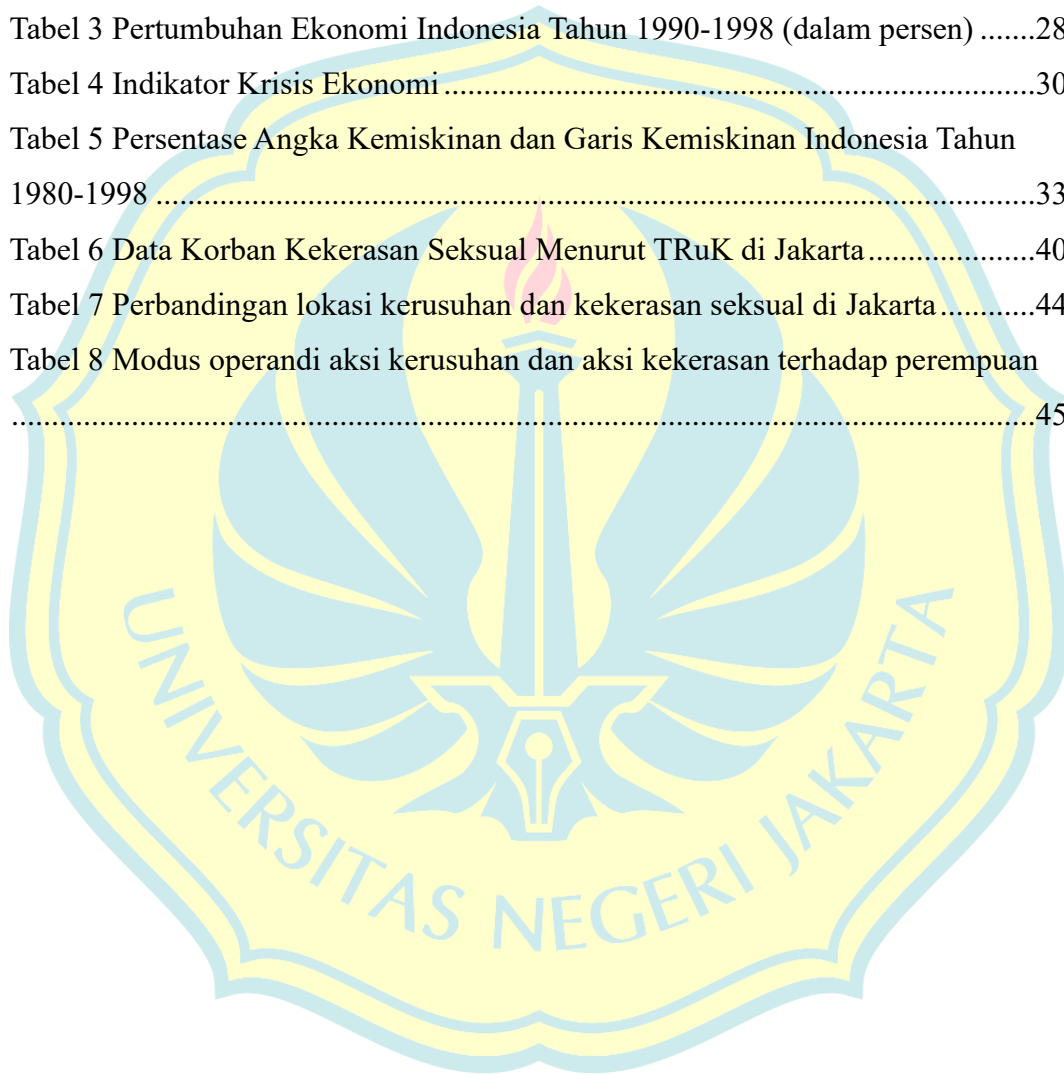 Tabel 3 Pertumbuhan Ekonomi Indonesia Tahun 1990-1998 (dalam persen) .......28
Tabel 4 Indikator Krisis Ekonomi ..........................................................................................30
Tabel 5 Persentase Angka Kemiskinan dan Garis Kemiskinan Indonesia Tahun
1980-1998 ..............................................................................................................................33
Tabel 6 Data Korban Kekerasan Seksual Menurut TRuK di Jakarta ...................40
Tabel 7 Perbandingan lokasi kerusuhan dan kekerasan seksual di Jakarta ............44
Tabel 8 Modus operandi aksi kerusuhan dan aksi kekerasan terhadap perempuan
..............................................................................................................................................45
UNIVERSITAS NEGERI JAKARTA